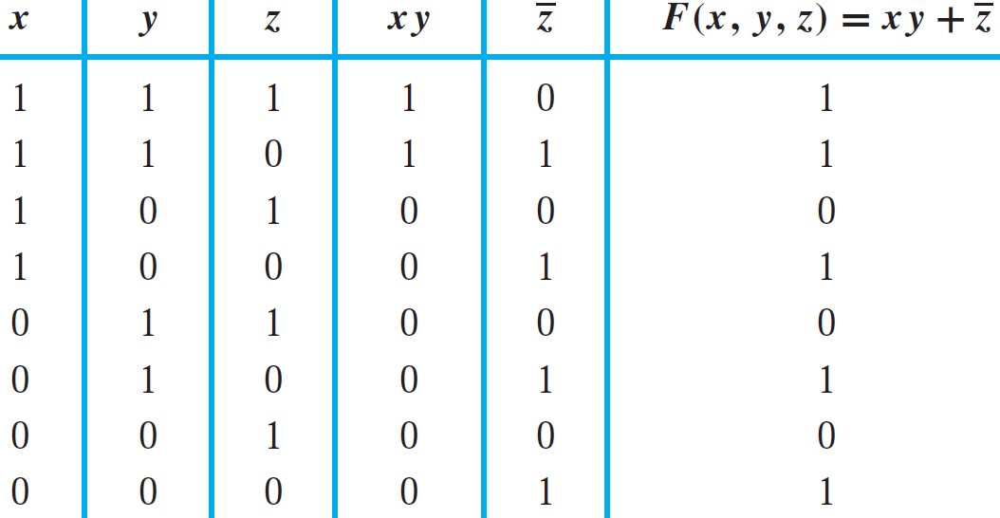 x y z xy z̅ F(x, y, z) = xy + z̅
1 1 1 1 0 1
1 1 0 1 1 1
1 0 1 0 0 0
1 0 0 0 1 1
0 1 1 0 0 0
0 1 0 0 1 1
0 0 1 0 0 0
0 0 0 0 1 1